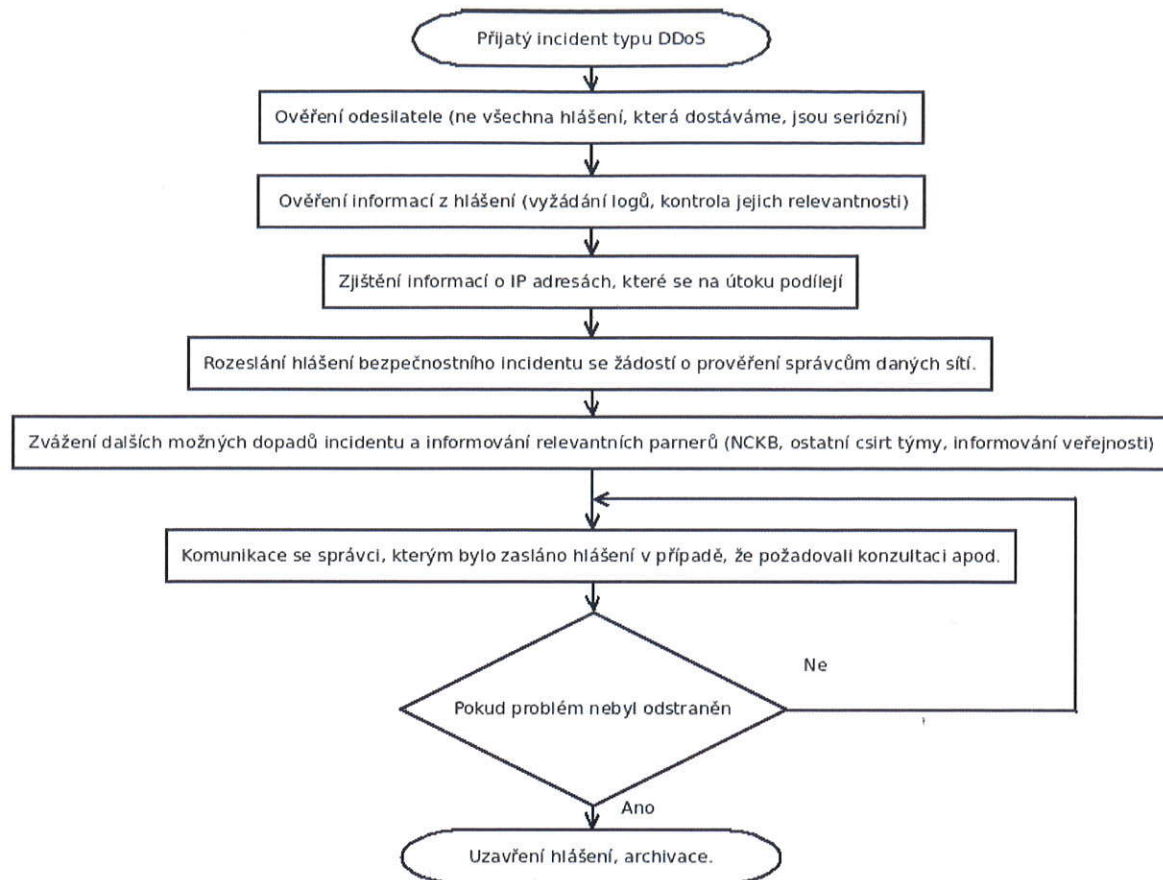 Přijatý incident typu DDoS
Ověření odesilatele (ne všechna hlášení, která dostáváme, jsou seriózní)
Ověření informací z hlášení (vyžádání logů, kontrola jejich relevantnosti)
Zjištění informací o IP adresách, které se na útoku podílejí
Rozeslání hlášení bezpečnostního incidentu se žádostí o prověření správcům daných sítí.
Zvážení dalších možných dopadů incidentu a informování relevantních parnerů (NCKB, ostatní csirt týmy, informování veřejnosti)
Komunikace se správci, kterým bylo zasláno hlášení v případě, že požadovali konzultaci apod.
Ne
Pokud problém nebyl odstraněn
Ano
Uzavření hlášení, archivace.